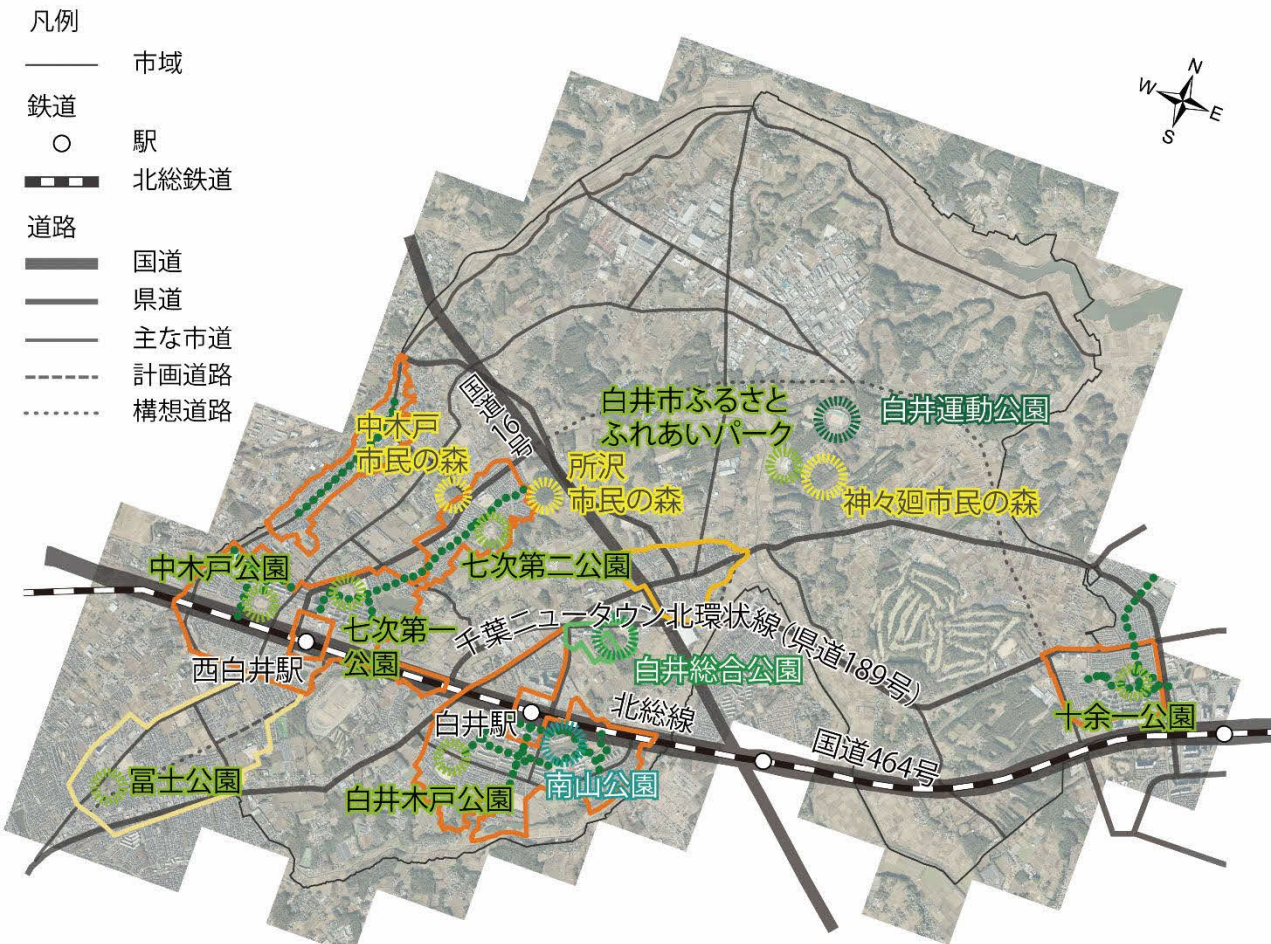 凡例
市域
鉄道
駅
北総鉄道
道路
国道
県道
主な市道
計画道路
構想道路
N
W
E
S
国道16号
中木戸
市民の森
白井市ふるさと
ふれあいパーク
白井運動公園
所沢
市民の森
神々廻市民の森
中木戸公園
七次第二公園
七次第一
公園
千葉ニュータウン北環状線(県道189号)
西白井駅
白井総合公園
白井駅
北総線
十余一公園
国道464号
冨士公園
白井木戸公園
南山公園